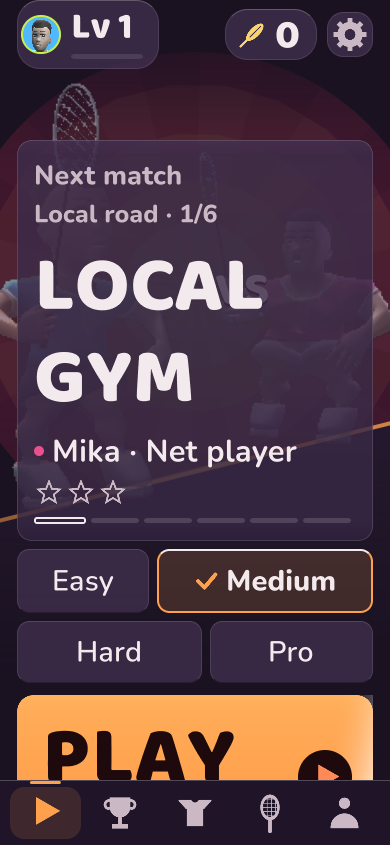 Lv 1
0
Next match
Local road · 1/6
VS
LOCAL
GYM
Mika · Net player
Easy
Medium
Hard
Pro
PLAY